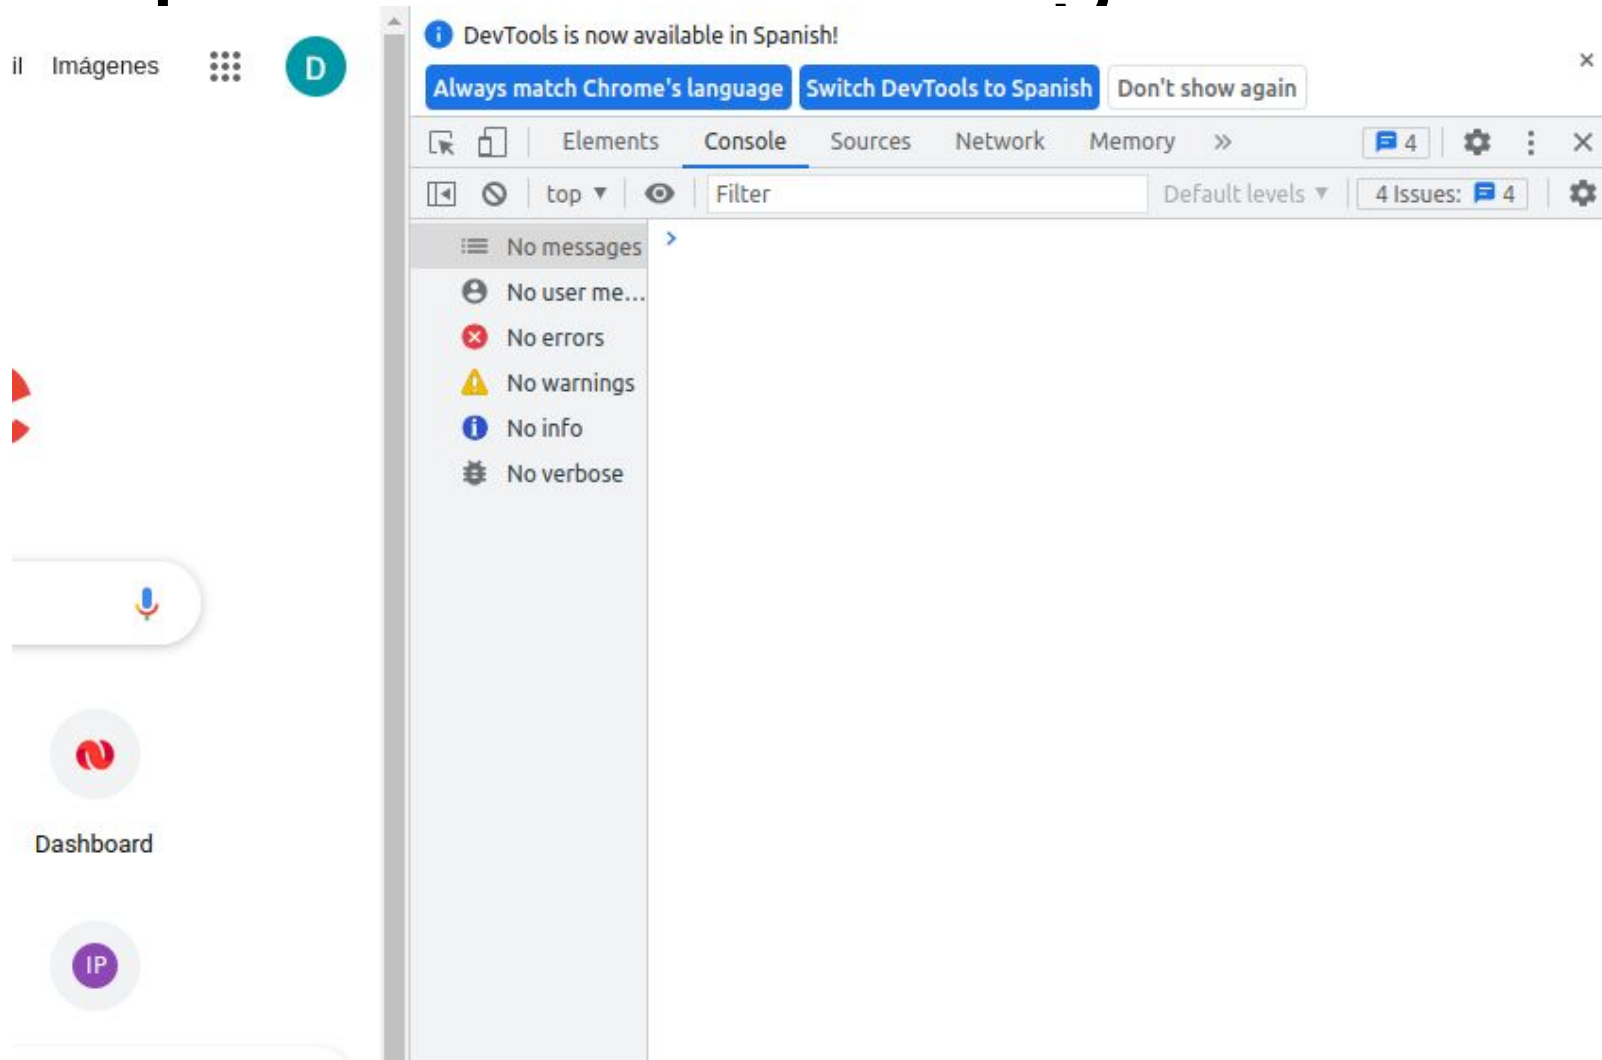 il Imágenes D
DevTools is now available in Spanish!
Always match Chrome's language Switch DevTools to Spanish Don't show again
Elements Console Sources Network Memory 4
top Filter Default levels 4 Issues: 4
No messages
No user me...
No errors
No warnings
No info
No verbose
Dashboard
IP